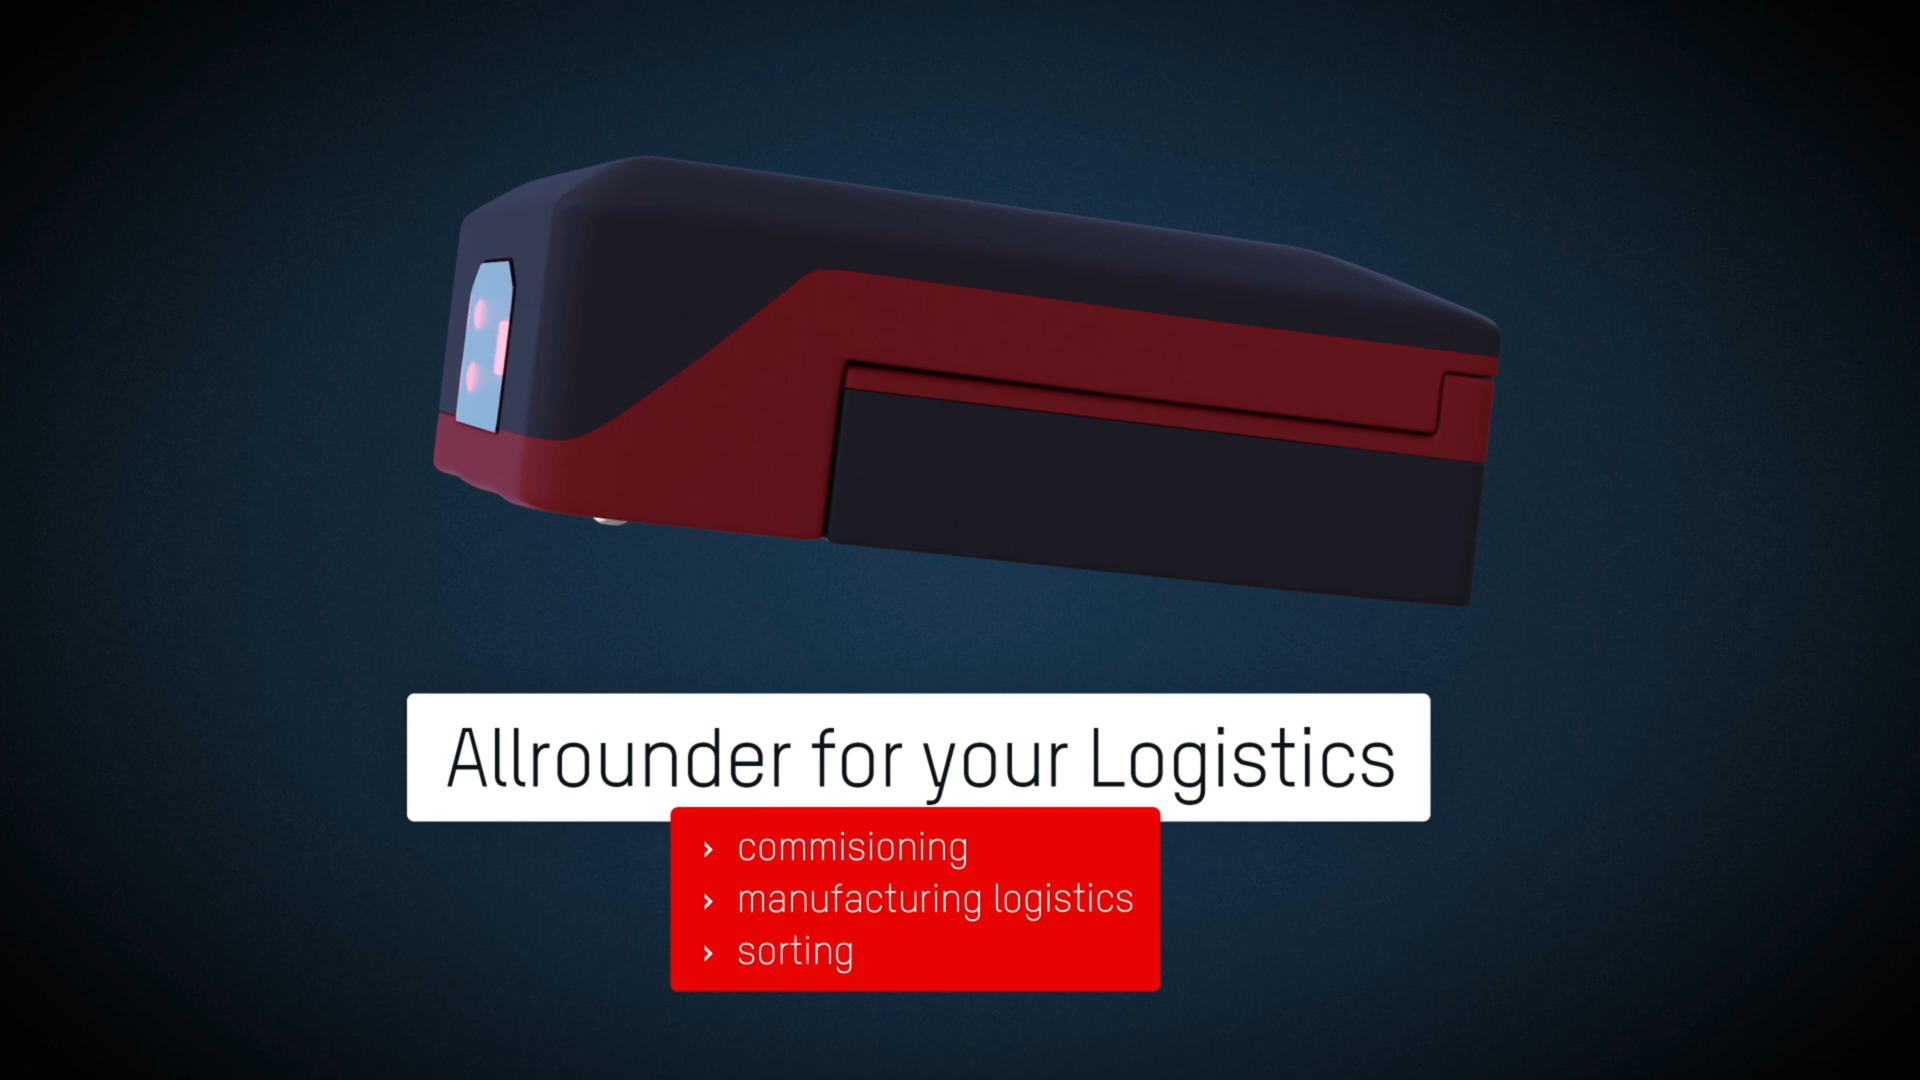 Allrounder for your Logistics
› commisioning
› manufacturing logistics
› sorting